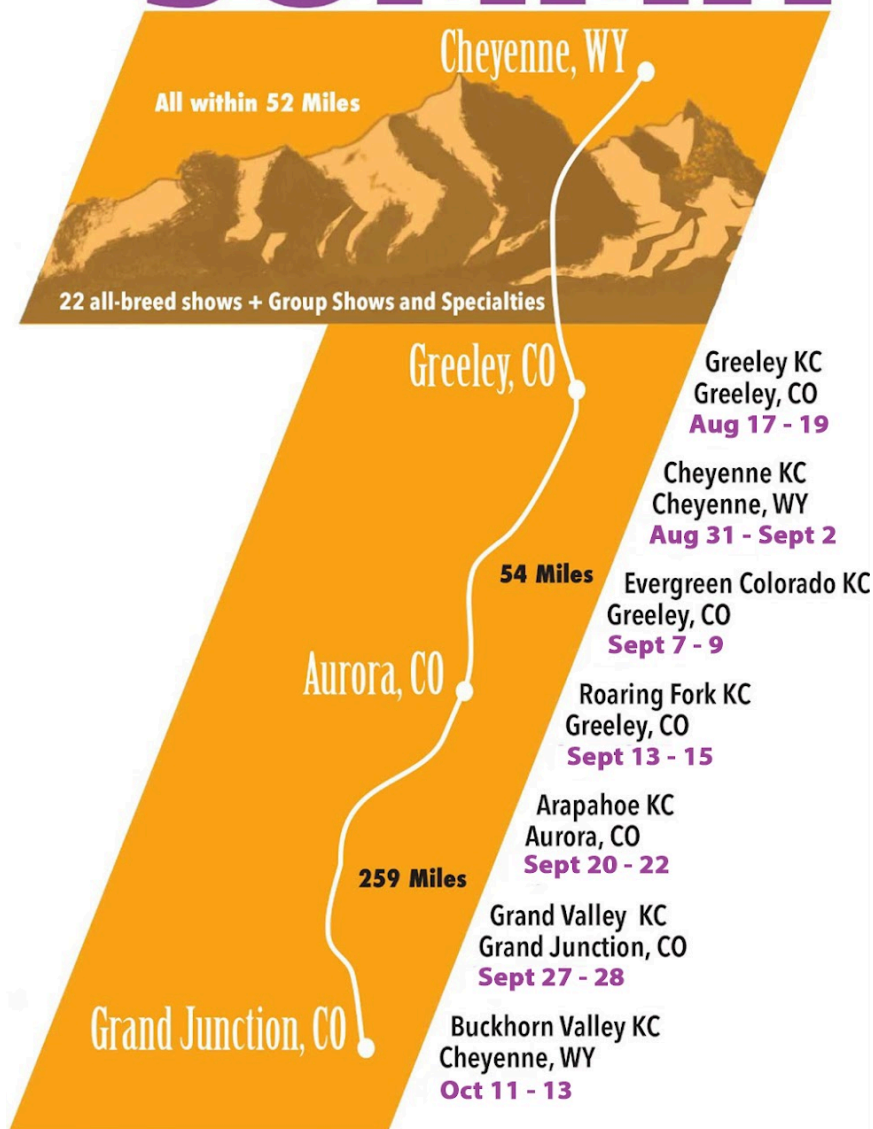 Cheyenne, WY
All within 52 Miles
22 all-breed shows + Group Shows and Specialties
Greeley, CO
54 Miles
Aurora, CO
259 Miles
Grand Junction, CO
Greeley KC
Greeley, CO
Aug 17 - 19
Cheyenne KC
Cheyenne, WY
Aug 31 - Sept 2
Evergreen Colorado KC
Greeley, CO
Sept 7 - 9
Roaring Fork KC
Greeley, CO
Sept 13 - 15
Arapahoe KC
Aurora, CO
Sept 20 - 22
Grand Valley KC
Grand Junction, CO
Sept 27 - 28
Buckhorn Valley KC
Cheyenne, WY
Oct 11 - 13